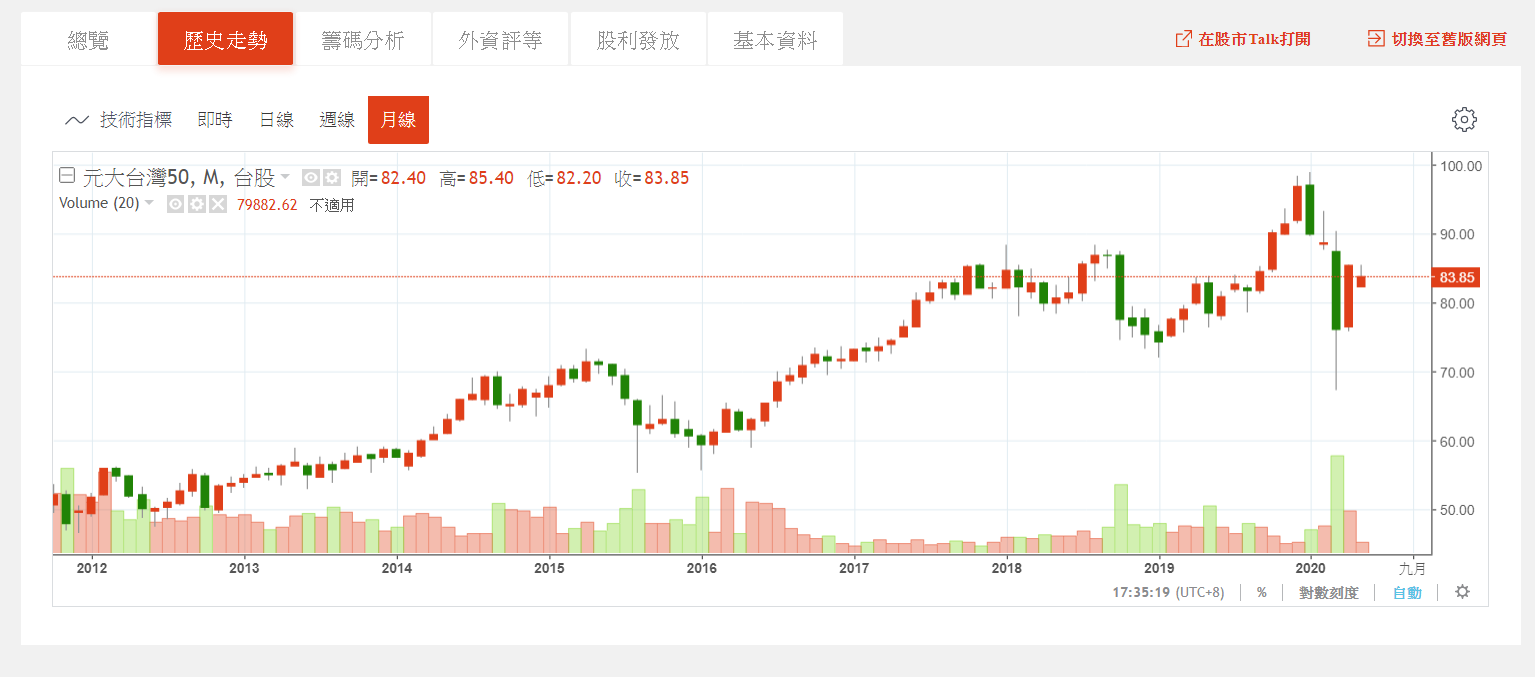 總覽 歷史走勢 籌碼分析 外資評等 股利發放 基本資料 在股市Talk打開 切換至舊版網頁
技術指標 即時 日線 週線 月線
元大台灣50, M, 台股 開=82.40 高=85.40 低=82.20 收=83.85
Volume (20) 79882.62 不適用
100.00
90.00
83.85
80.00
70.00
60.00
50.00
2012 2013 2014 2015 2016 2017 2018 2019 2020 九月
17:35:19 (UTC+8) % 對數刻度 自動